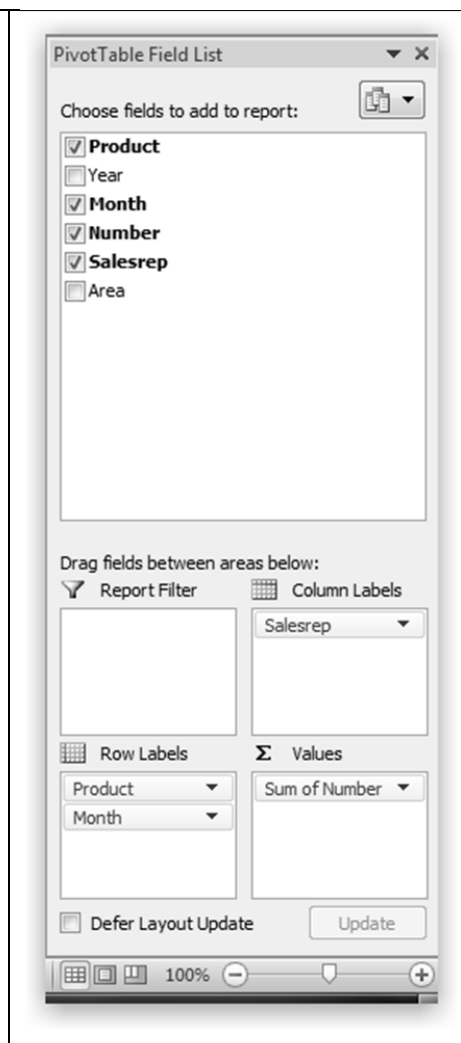 PivotTable Field List
Choose fields to add to report:
Product
Year
Month
Number
Salesrep
Area
Drag fields between areas below:
Report Filter
Column Labels
Salesrep
Row Labels
Σ Values
Product
Sum of Number
Month
Defer Layout Update
Update
100%